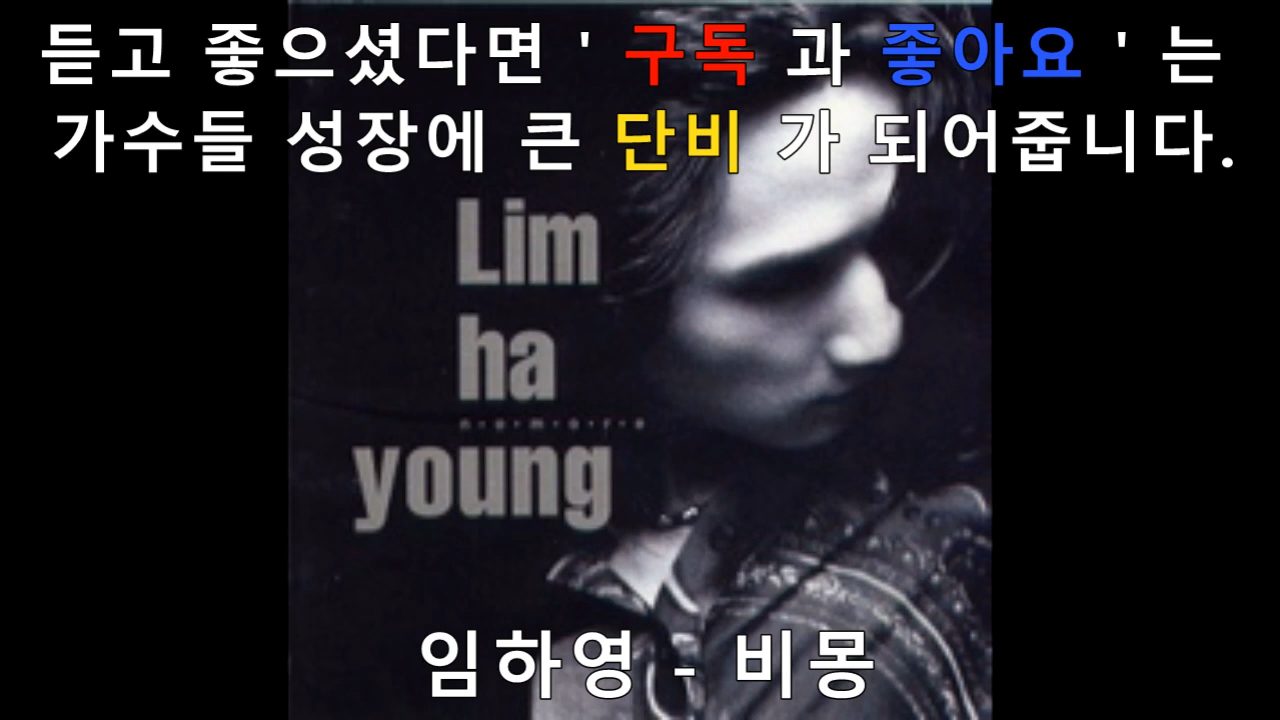 듣고 좋으셨다면 ' 구독 과 좋아요 ' 는
가수들 성장에 큰 단비 가 되어줍니다.
Lim
ha
n·o·m·o·r·e
young
임하영 - 비몽